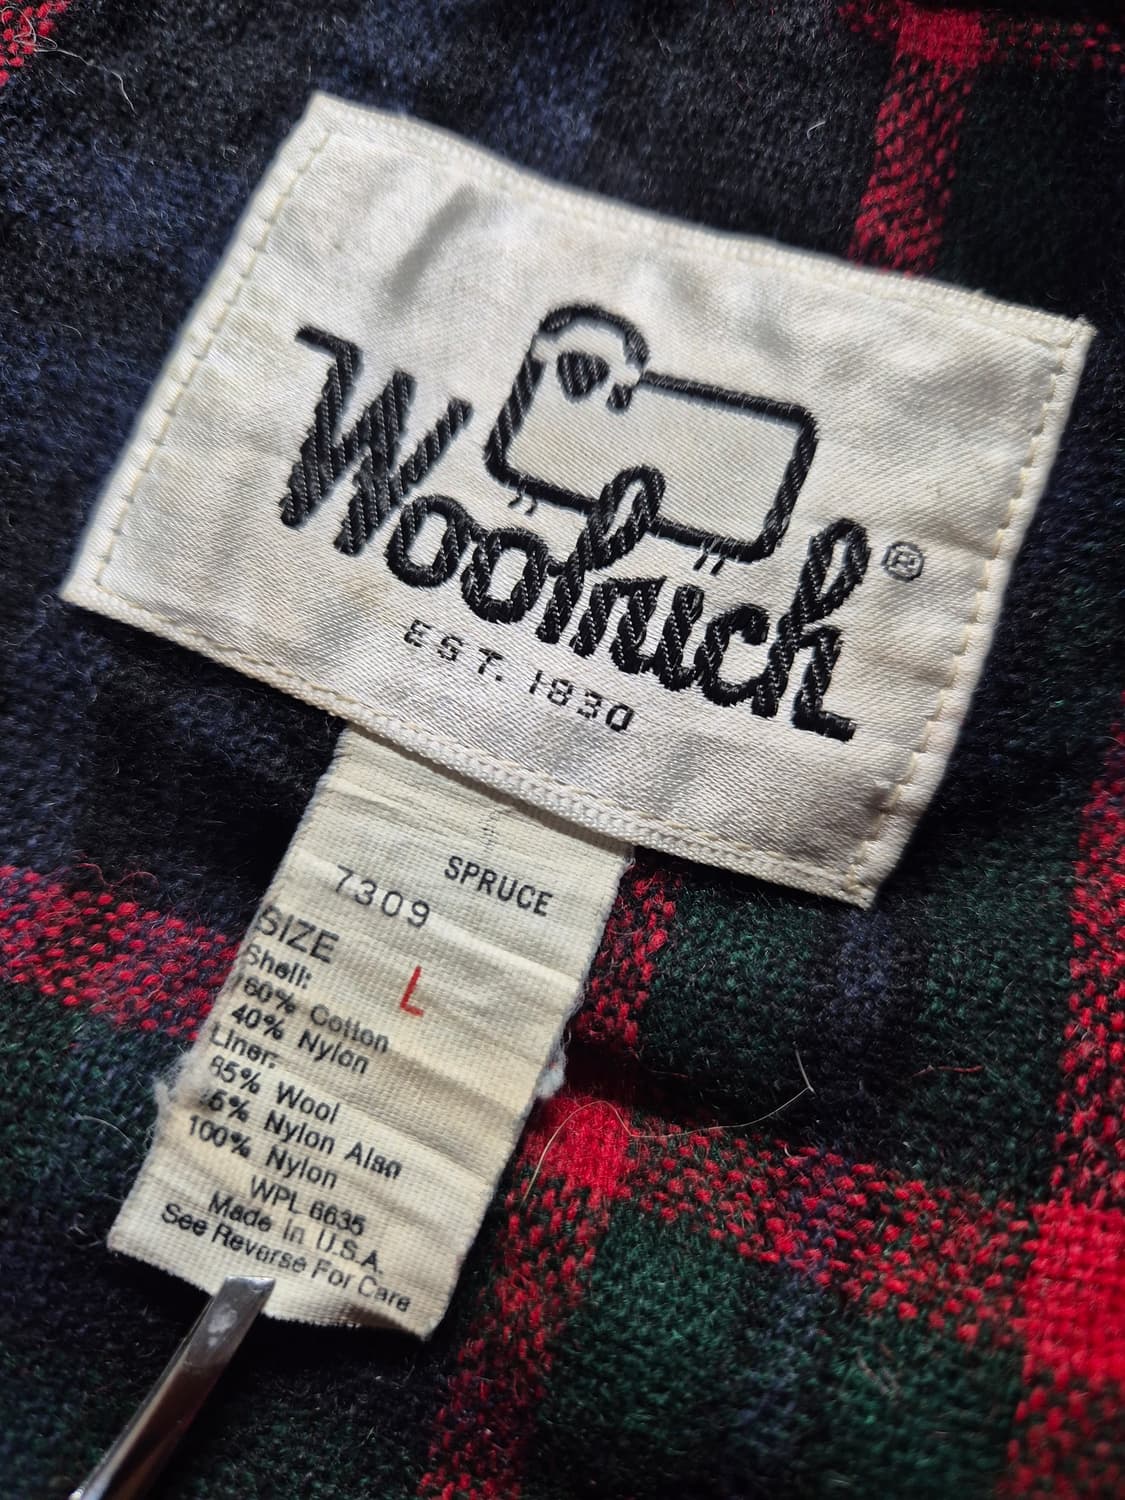 Woolrich®
EST. 1830
SPRUCE
7309
SIZE L
Shell:
60% Cotton
40% Nylon
Liner:
85% Wool
15% Nylon Also
100% Nylon
WPL 6635
Made In U.S.A.
See Reverse For Care